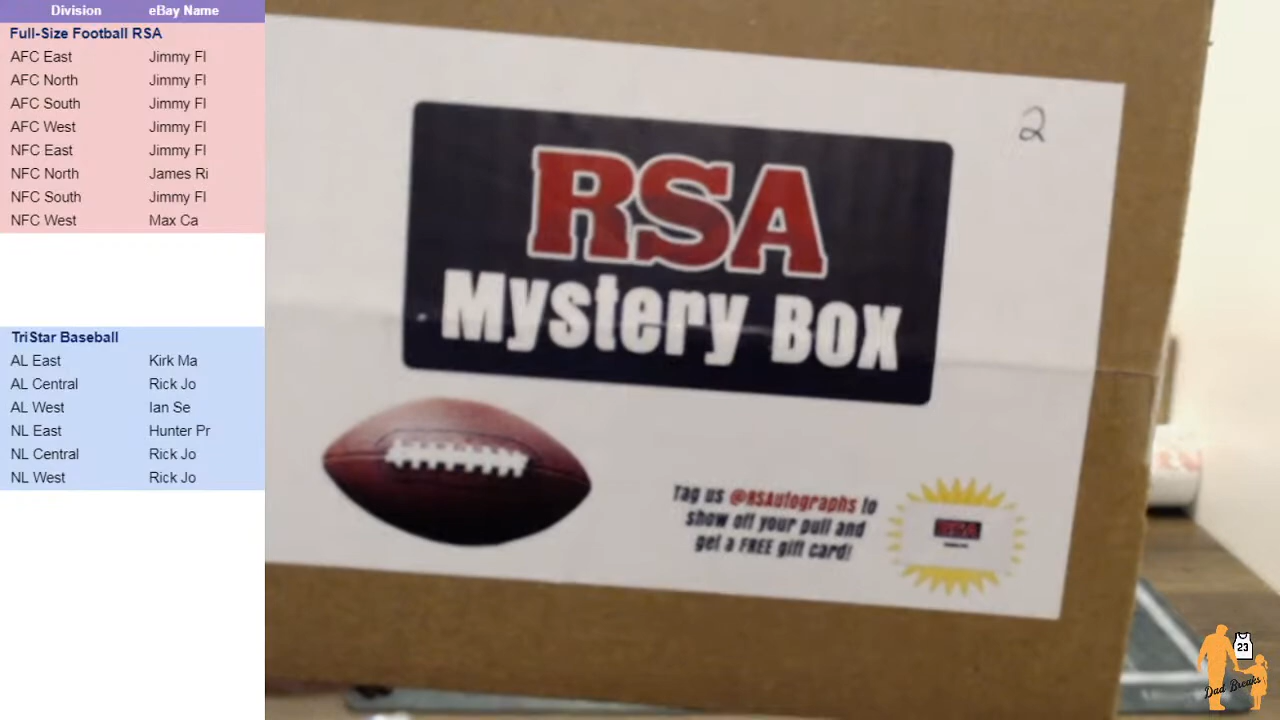 Division eBay Name
Full-Size Football RSA
AFC East Jimmy Fl
AFC North Jimmy Fl
AFC South Jimmy Fl
AFC West Jimmy Fl
NFC East Jimmy Fl
NFC North James Ri
NFC South Jimmy Fl
NFC West Max Ca
TriStar Baseball
AL East Kirk Ma
AL Central Rick Jo
AL West Ian Se
NL East Hunter Pr
NL Central Rick Jo
NL West Rick Jo
2
RSA
Mystery Box
Tag us @RSAutographs to
show off your pull and
get a FREE gift card!
RSA
23
Dad Breaks